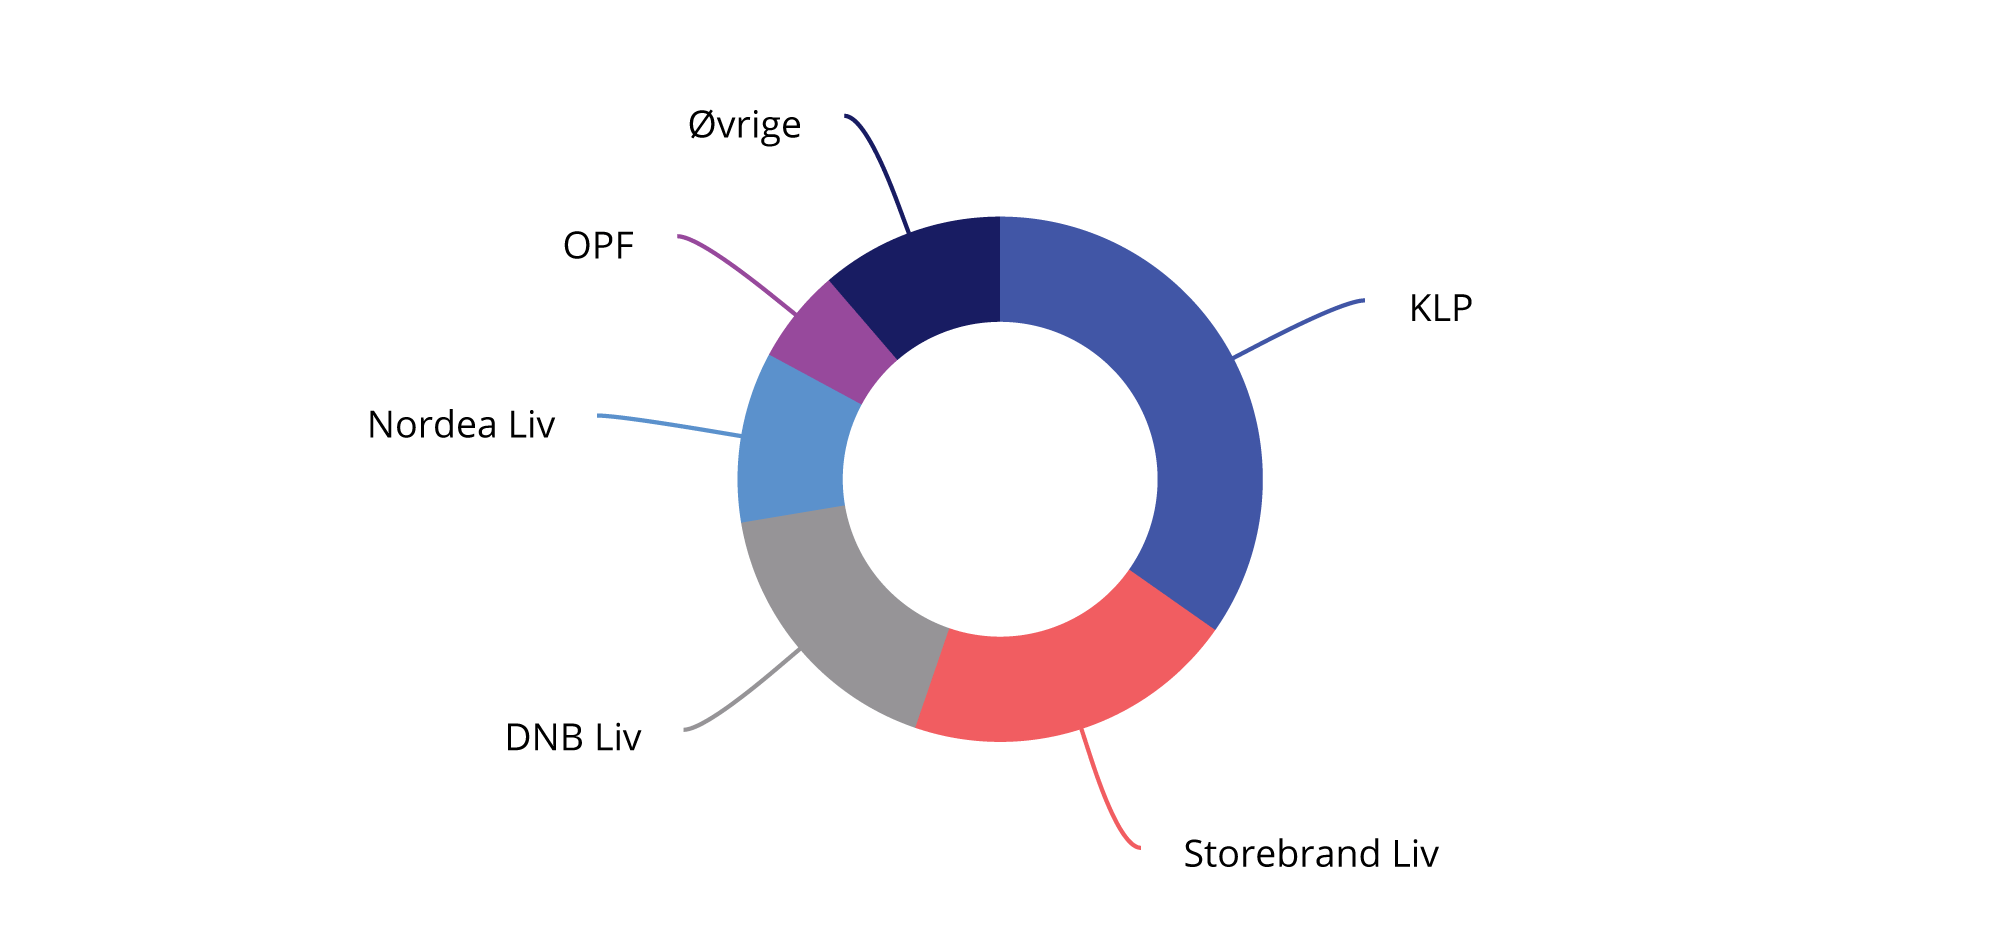 Øvrige
OPF
KLP
Nordea Liv
DNB Liv
Storebrand Liv